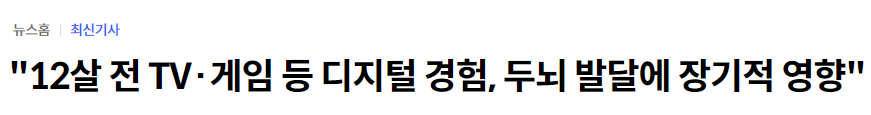 뉴스홈 | 최신기사
"12살 전 TV·게임 등 디지털 경험, 두뇌 발달에 장기적 영향"